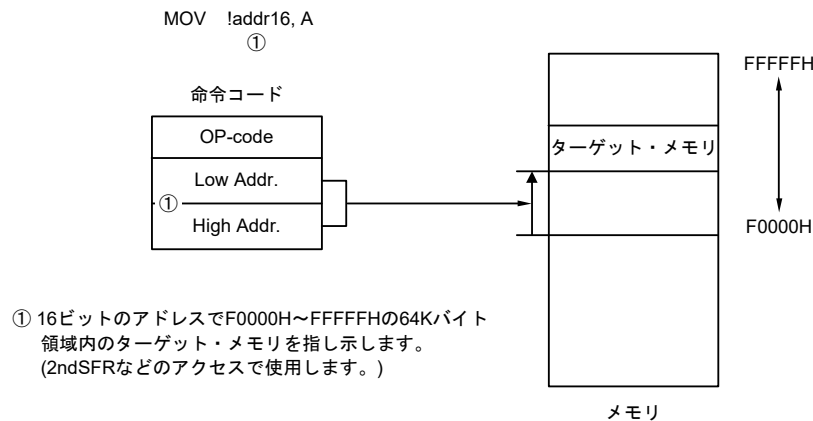 MOV !addr16, A
①
命令コード
OP-code
Low Addr.
①
High Addr.
FFFFFH
ターゲット・メモリ
F0000H
メモリ
① 16ビットのアドレスでF0000H～FFFFFHの64Kバイト
領域内のターゲット・メモリを指し示します。
(2ndSFRなどのアクセスで使用します。)